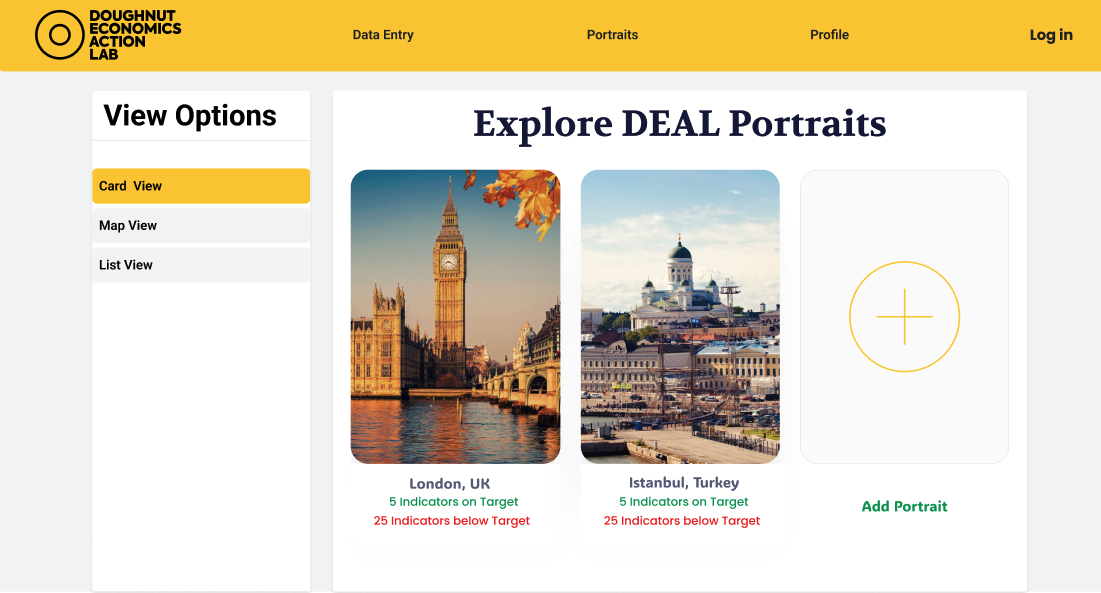 DOUGHNUT
ECONOMICS
ACTION
LAB
Data Entry
Portraits
Profile
Log in
View Options
Card View
Map View
List View
Explore DEAL Portraits
London, UK
5 Indicators on Target
25 Indicators below Target
Istanbul, Turkey
5 Indicators on Target
25 Indicators below Target
Add Portrait